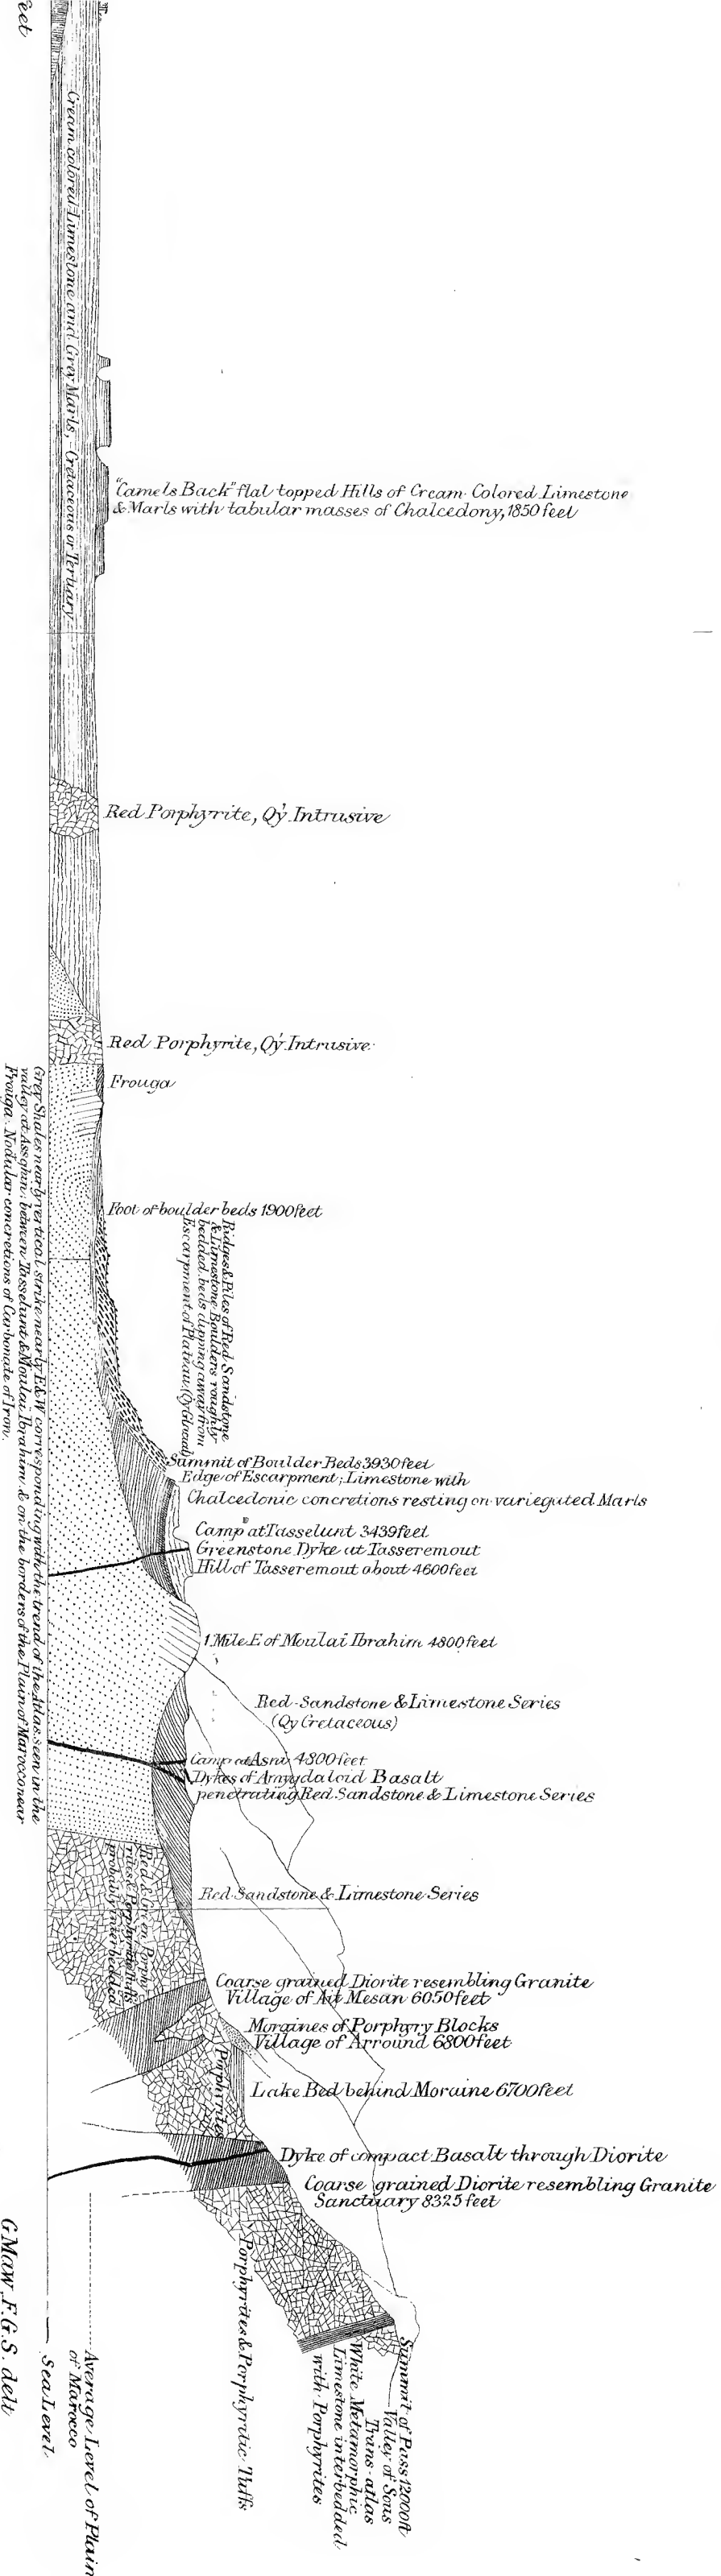 feet
Cream colored Limestone and Grey Marls, Cretaceous or Tertiary
"Camels Back" flat topped Hills of Cream Colored Limestone
& Marls with tabular masses of Chalcedony, 1850 feet
Red Porphyrite, Qy. Intrusive
Red Porphyrite, Qy. Intrusive.
Frouga
Grey Shales nearly vertical, strike nearly E & W corresponding with the trend of the Atlas, seen in the
valley at Assghin, between Tasselunt & Moulai Ibrahim, & on the borders of the Plain of Marocco near
Frouga. Nodular concretions of Carbonate of Iron.
Foot of boulder beds 1900 feet
Ridges & Piles of Red Sandstone
& Limestone Boulders roughly
bedded, beds dipping away from
Escarpment of Plateau, (Qy Glacial)
Summit of Boulder Beds 3930 feet
Edge of Escarpment; Limestone with
Chalcedonic concretions resting on variegated Marls
Camp at Tasselunt 3439 feet
Greenstone Dyke at Tasseremout
Hill of Tasseremout about 4600 feet
1 Mile E of Moulai Ibrahim 4800 feet
Red Sandstone & Limestone Series
(Qy Cretaceous)
Camp at Asni 4300 feet
Dykes of Amygdaloid Basalt
penetrating Red Sandstone & Limestone Series
Red & Green Porphy-
rites & Porphyritic Tuffs
probably interbedded
Red Sandstone & Limestone Series
Coarse grained Diorite resembling Granite
Village of Ait Mesan 6050 feet
Moraines of Porphyry Blocks
Village of Arround 6800 feet
Porphyrites
Lake Bed behind Moraine 6700 feet
Dyke of compact Basalt through Diorite
Coarse grained Diorite resembling Granite
Sanctuary 8325 feet
Porphyrites & Porphyritic Tuffs
Summit of Pass 12000 ft
Valley of Sous
Trans-atlas
White Metamorphic
Limestone interbedded
with Porphyrites
Average Level of Plain
of Marocco
Sea Level
G Maw. F.G.S. delt